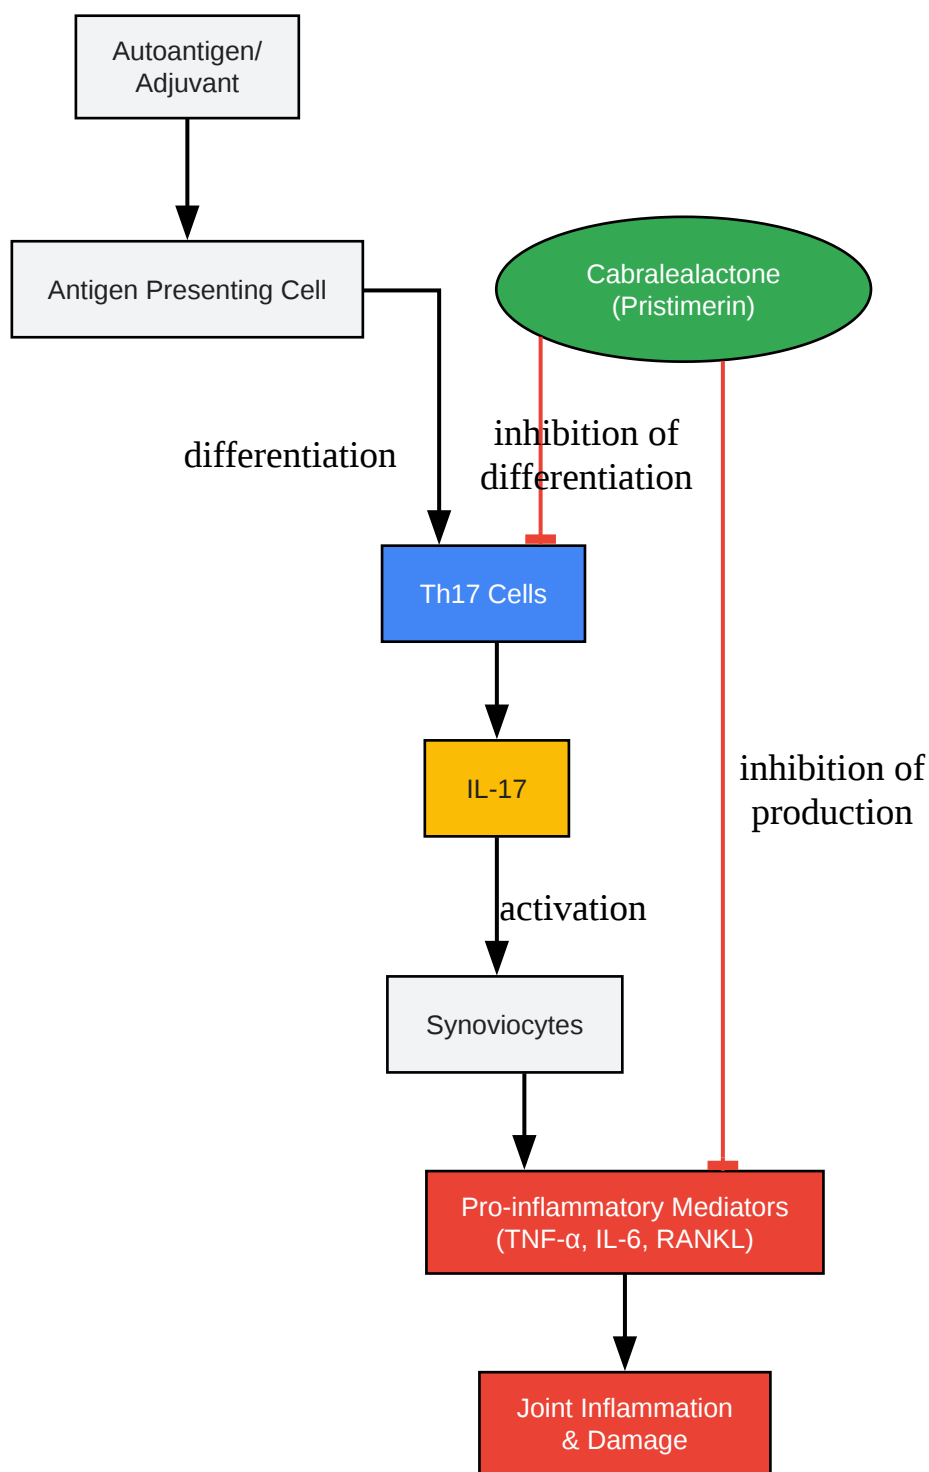 Autoantigen/
Adjuvant
Antigen Presenting Cell
Cabralealactone
(Pristimerin)
differentiation
inhibition of
differentiation
Th17 Cells
IL-17
inhibition of
production
activation
Synoviocytes
Pro-inflammatory Mediators
(TNF-α, IL-6, RANKL)
Joint Inflammation
& Damage